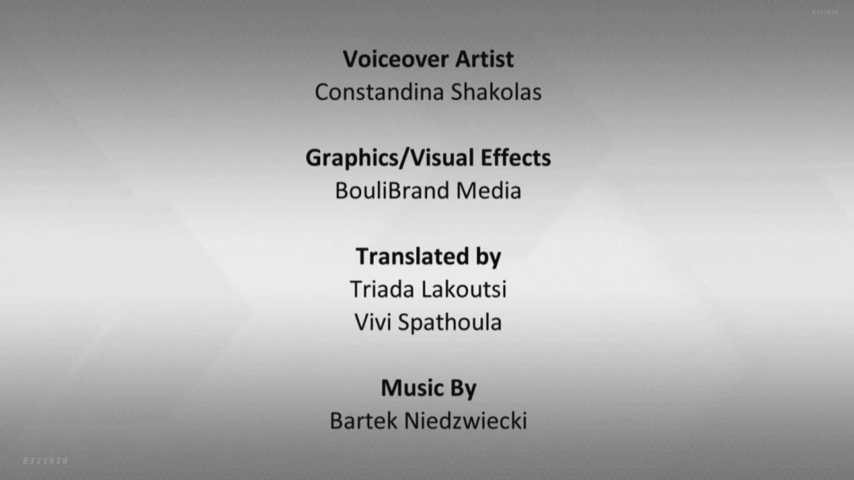 Voiceover Artist
Constandina Shakolas
Graphics/Visual Effects
BouliBrand Media
Translated by
Triada Lakoutsi
Vivi Spathoula
Music By
Bartek Niedzwiecki